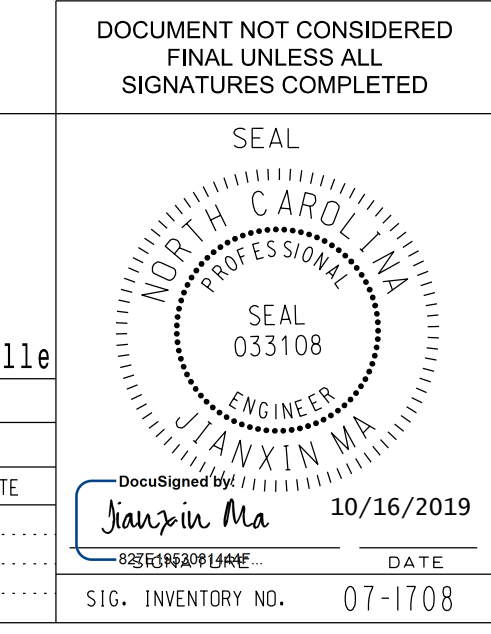 DOCUMENT NOT CONSIDERED
FINAL UNLESS ALL
SIGNATURES COMPLETED
SEAL
NORTH CAROLINA
PROFESSIONAL
SEAL
033108
ENGINEER
JIANXIN MA
lle
TE
DocuSigned by:
Jianxin Ma
10/16/2019
827E1952081444F...
SIGNATURE
DATE
SIG. INVENTORY NO. 07-1708